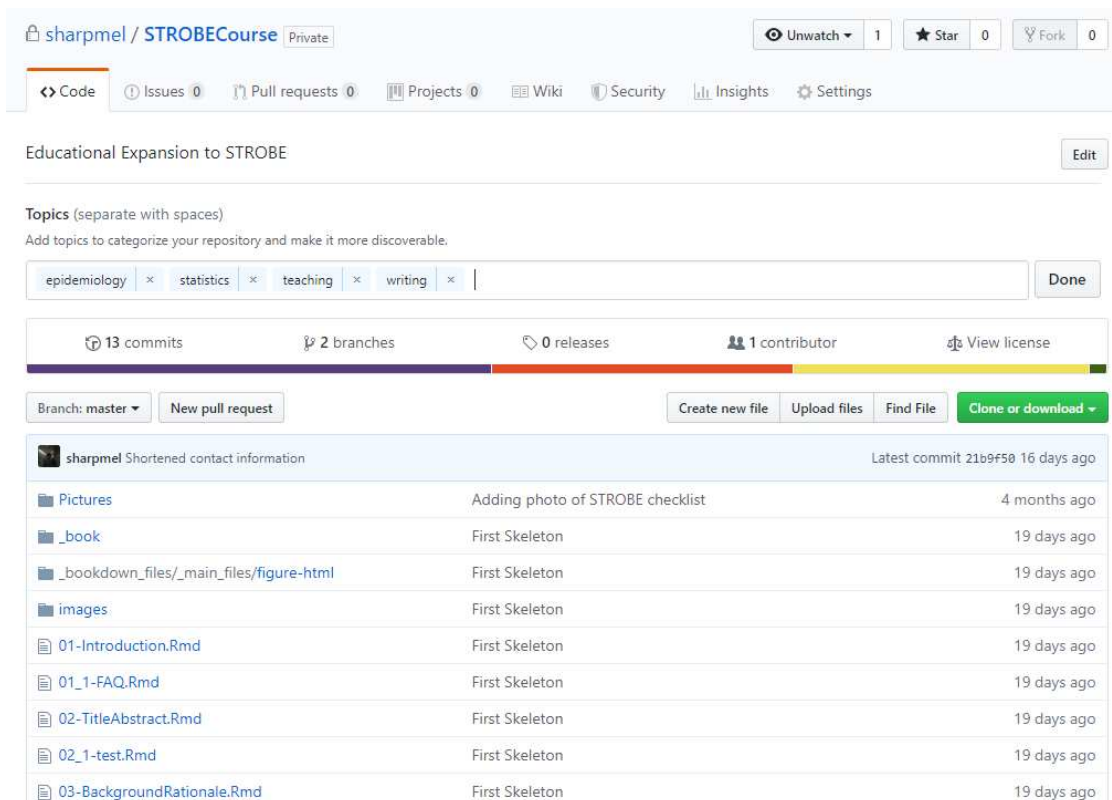 sharpmel / STROBECourse Private Unwatch 1 Star 0 Fork 0
Code Issues 0 Pull requests 0 Projects 0 Wiki Security Insights Settings
Educational Expansion to STROBE Edit
Topics (separate with spaces)
Add topics to categorize your repository and make it more discoverable.
epidemiology × statistics × teaching × writing × Done
13 commits 2 branches 0 releases 1 contributor View license
Branch: master New pull request Create new file Upload files Find File Clone or download
sharpmel Shortened contact information Latest commit 21b9f50 16 days ago
Pictures Adding photo of STROBE checklist 4 months ago
_book First Skeleton 19 days ago
_bookdown_files/_main_files/figure-html First Skeleton 19 days ago
images First Skeleton 19 days ago
01-Introduction.Rmd First Skeleton 19 days ago
01_1-FAQ.Rmd First Skeleton 19 days ago
02-TitleAbstract.Rmd First Skeleton 19 days ago
02_1-test.Rmd First Skeleton 19 days ago
03-BackgroundRationale.Rmd First Skeleton 19 days ago